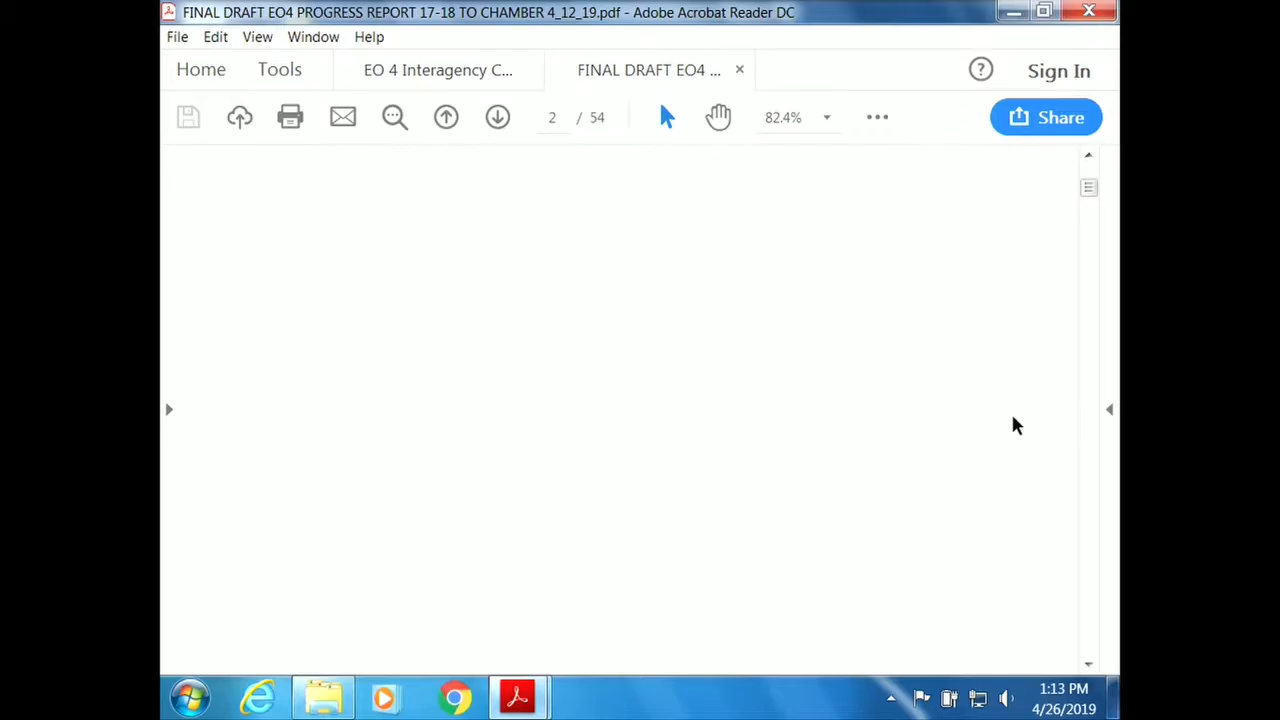 FINAL DRAFT EO4 PROGRESS REPORT 17-18 TO CHAMBER 4_12_19.pdf - Adobe Acrobat Reader DC
File Edit View Window Help
Home Tools EO 4 Interagency C... FINAL DRAFT EO4 ... Sign In
2 / 54 82.4% Share
1:13 PM
4/26/2019